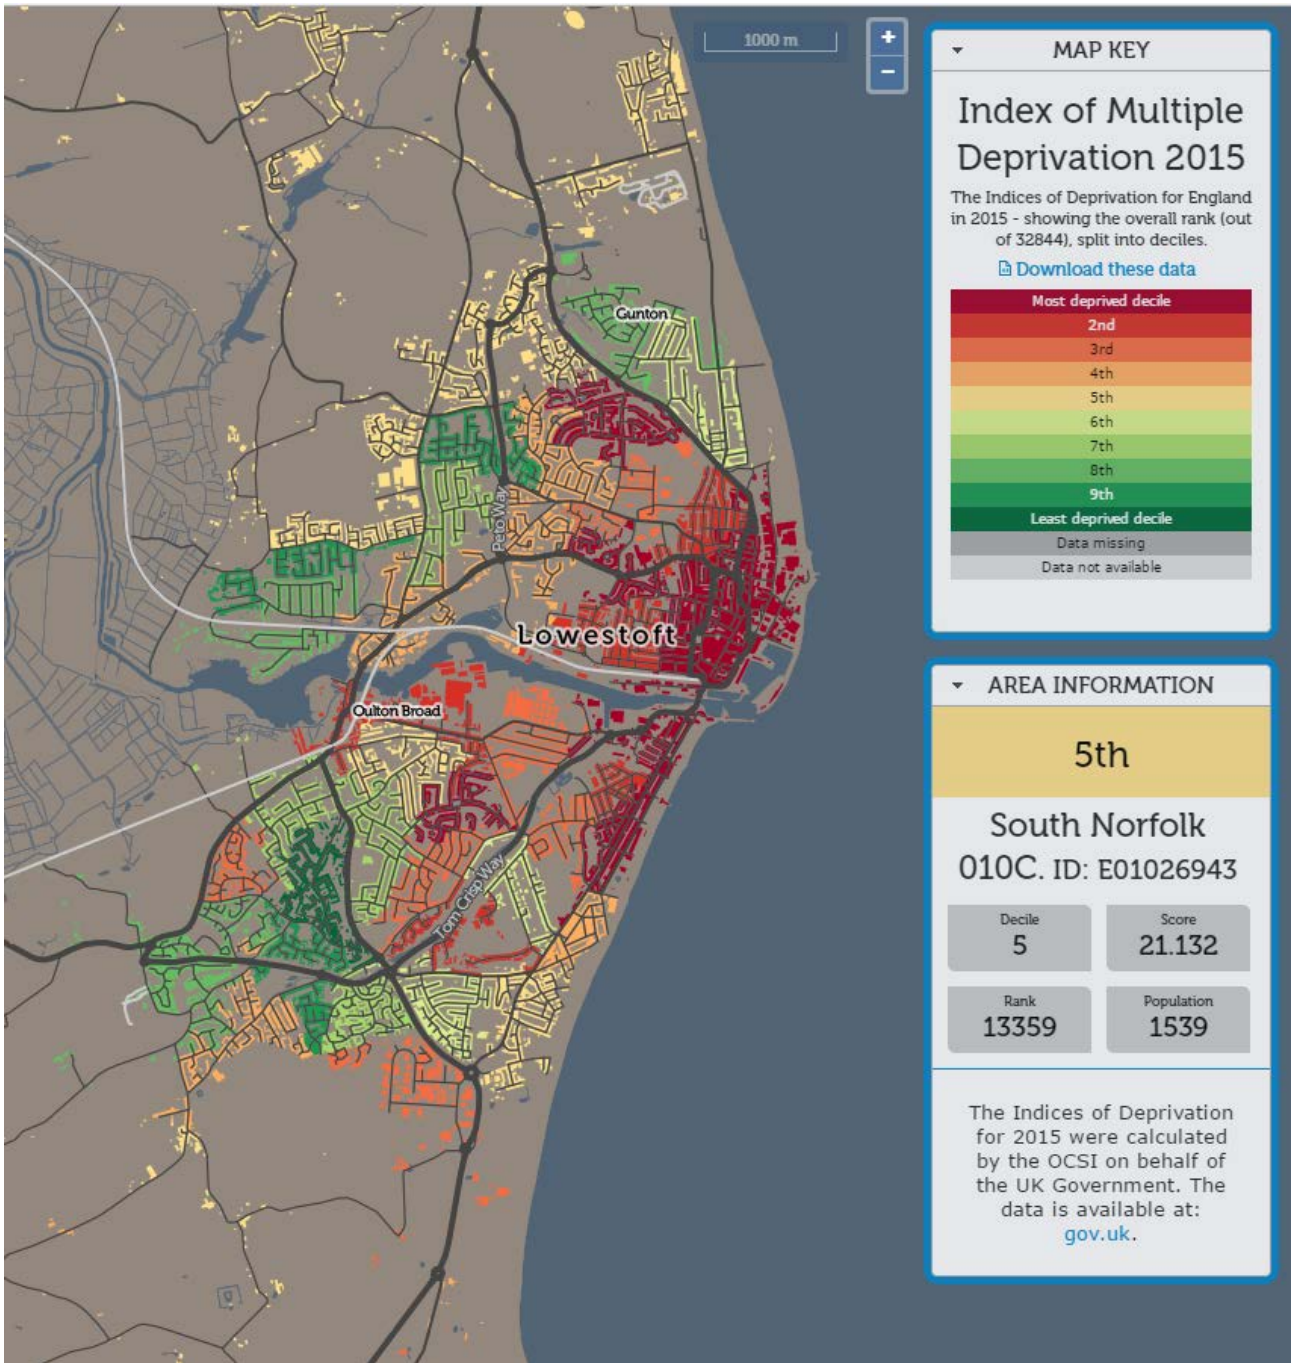 1000 m
+
−
Gunton
Peto Way
Lowestoft
Oulton Broad
Tom Crisp Way
MAP KEY
Index of Multiple
Deprivation 2015
The Indices of Deprivation for England
in 2015 - showing the overall rank (out
of 32844), split into deciles.
Download these data
Most deprived decile
2nd
3rd
4th
5th
6th
7th
8th
9th
Least deprived decile
Data missing
Data not available
AREA INFORMATION
5th
South Norfolk
010C. ID: E01026943
Decile
5
Score
21.132
Rank
13359
Population
1539
The Indices of Deprivation
for 2015 were calculated
by the OCSI on behalf of
the UK Government. The
data is available at:
gov.uk.